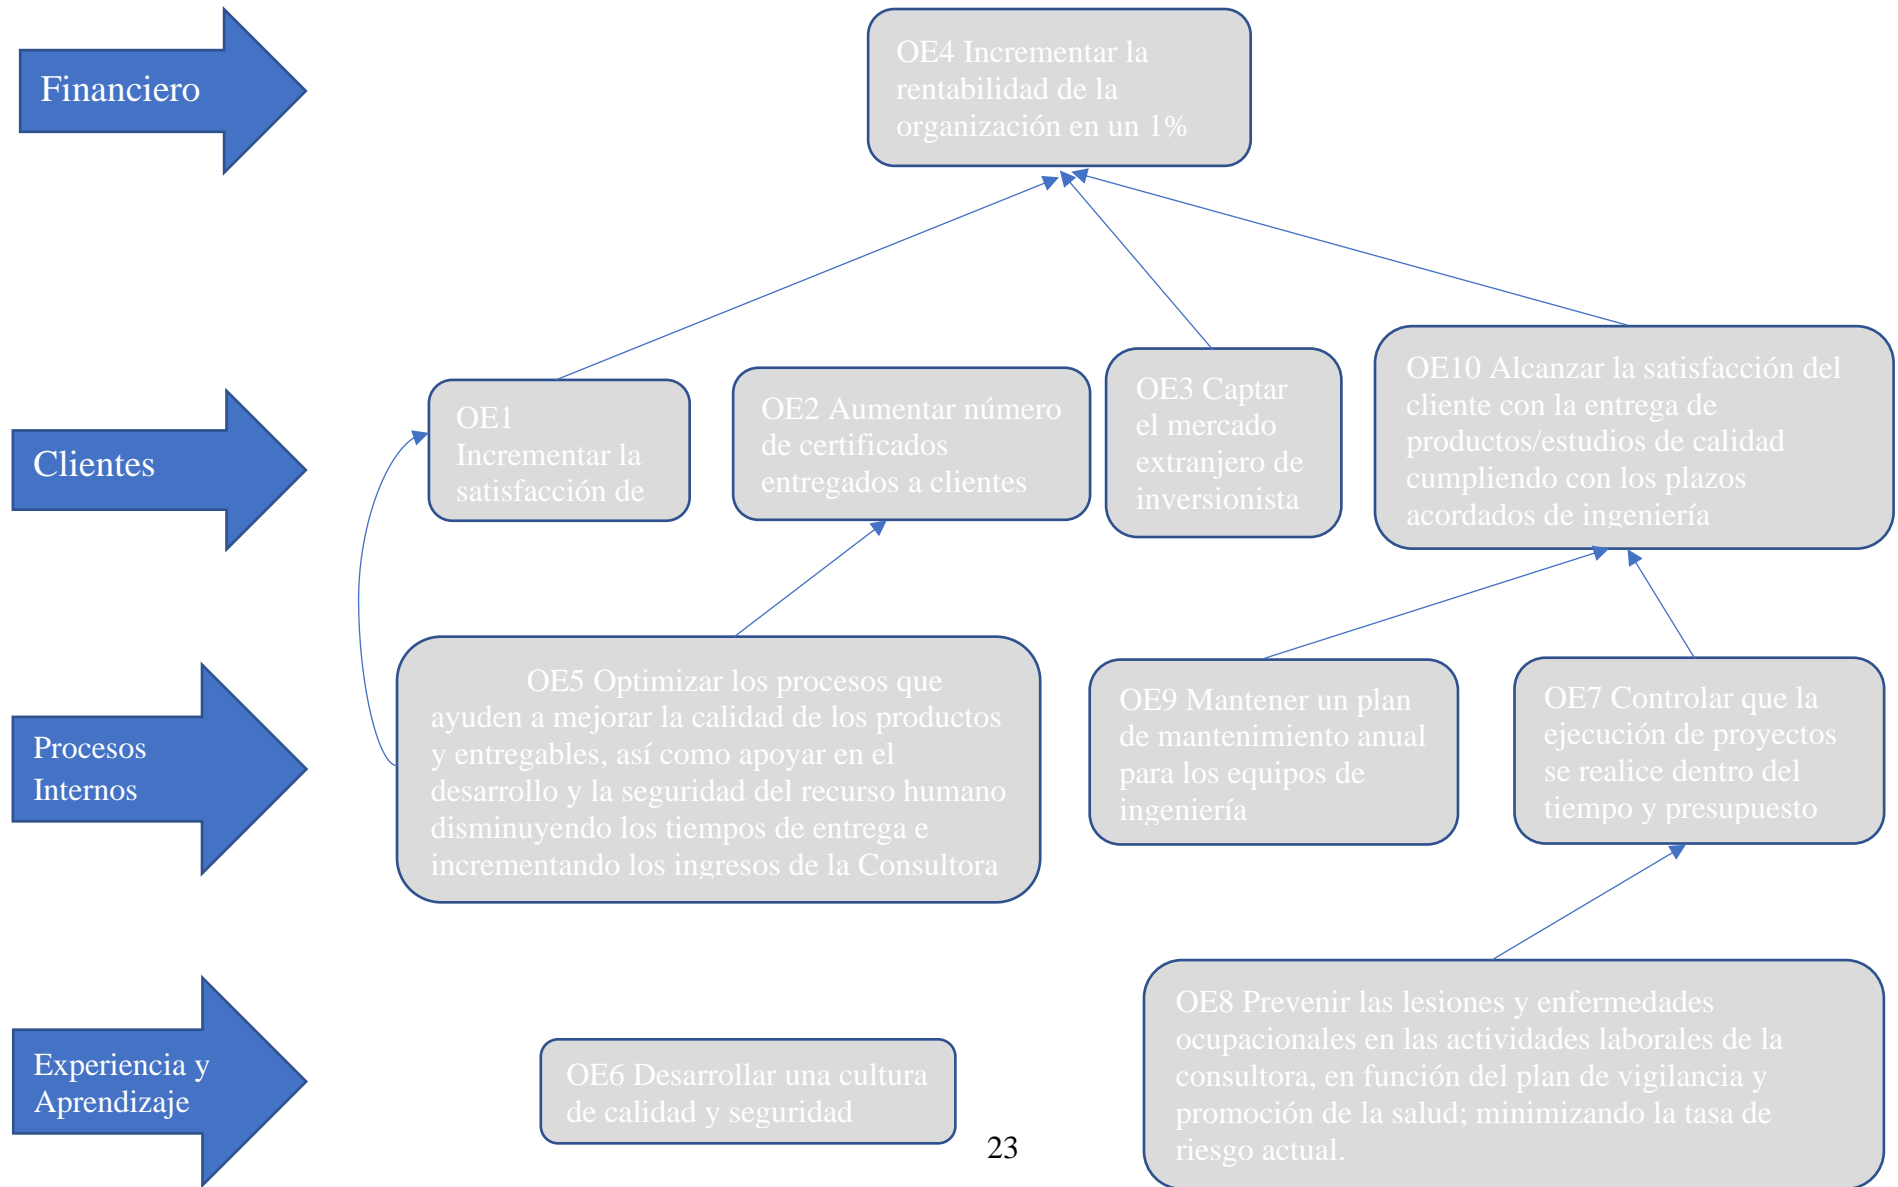 Financiero
OE4 Incrementar la
rentabilidad de la
organización en un 1%
Clientes
OE1
Incrementar la
satisfacción de
OE2 Aumentar número
de certificados
entregados a clientes
OE3 Captar
el mercado
extranjero de
inversionista
OE10 Alcanzar la satisfacción del
cliente con la entrega de
productos/estudios de calidad
cumpliendo con los plazos
acordados de ingeniería
Procesos
Internos
OE5 Optimizar los procesos que
ayuden a mejorar la calidad de los productos
y entregables, así como apoyar en el
desarrollo y la seguridad del recurso humano
disminuyendo los tiempos de entrega e
incrementando los ingresos de la Consultora
OE9 Mantener un plan
de mantenimiento anual
para los equipos de
ingeniería
OE7 Controlar que la
ejecución de proyectos
se realice dentro del
tiempo y presupuesto
Experiencia y
Aprendizaje
OE6 Desarrollar una cultura
de calidad y seguridad
OE8 Prevenir las lesiones y enfermedades
ocupacionales en las actividades laborales de la
consultora, en función del plan de vigilancia y
promoción de la salud; minimizando la tasa de
riesgo actual.
23